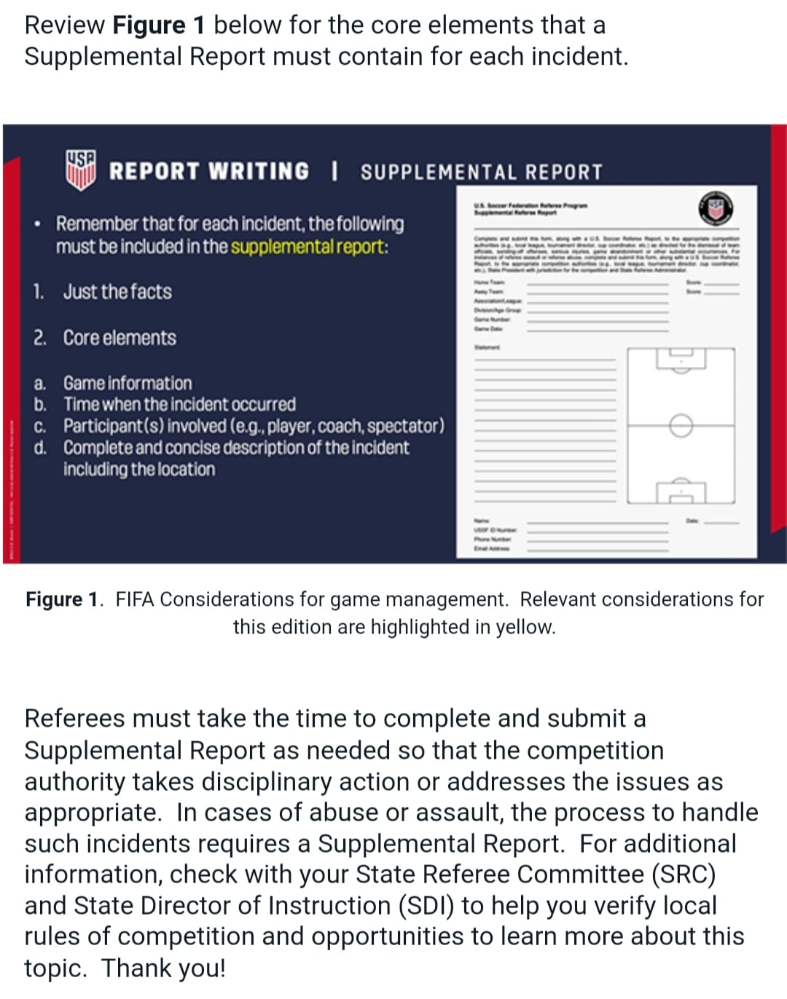 Review Figure 1 below for the core elements that a
Supplemental Report must contain for each incident.
USA
REPORT WRITING | SUPPLEMENTAL REPORT
• Remember that for each incident, the following
must be included in the supplemental report:
1. Just the facts
2. Core elements
a. Game information
b. Time when the incident occurred
c. Participant(s) involved (e.g., player, coach, spectator)
d. Complete and concise description of the incident
including the location
U.S. Soccer Federation Referee Program
Supplemental Referee Report
Home Team:
Score:
Away Team:
Score:
Association/League:
Division/Age Group:
Game Number:
Game Date:
Statement:
Name:
Date:
USSF ID Number:
Phone Number:
Email Address:
Figure 1. FIFA Considerations for game management. Relevant considerations for
this edition are highlighted in yellow.
Referees must take the time to complete and submit a
Supplemental Report as needed so that the competition
authority takes disciplinary action or addresses the issues as
appropriate. In cases of abuse or assault, the process to handle
such incidents requires a Supplemental Report. For additional
information, check with your State Referee Committee (SRC)
and State Director of Instruction (SDI) to help you verify local
rules of competition and opportunities to learn more about this
topic. Thank you!